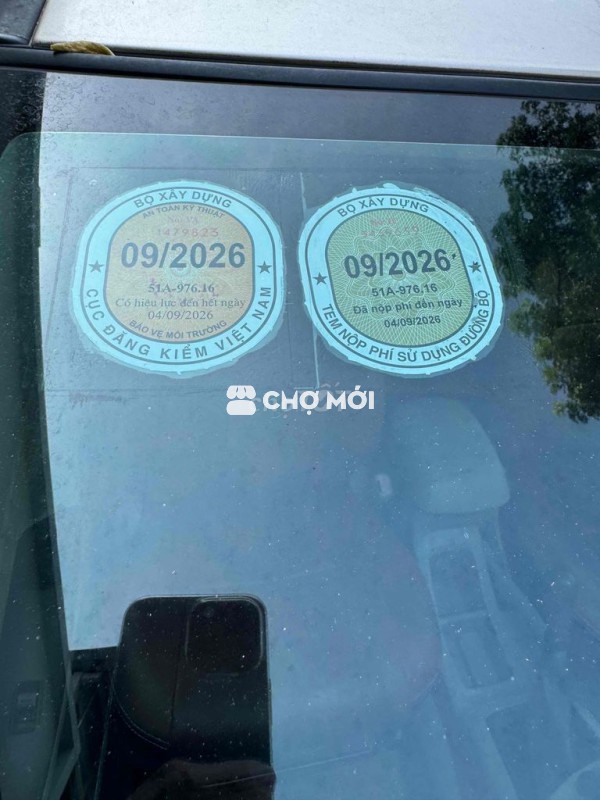 BỘ XÂY DỰNG
AN TOÀN KỸ THUẬT
1479823
09/2026
51A-976.16
Có hiệu lực đến hết ngày
04/09/2026
BẢO VỆ MÔI TRƯỜNG
CỤC ĐĂNG KIỂM VIỆT NAM
BỘ XÂY DỰNG
09/2026
51A-976.16
Đã nộp phí đến ngày
04/09/2026
TEM NỘP PHÍ SỬ DỤNG ĐƯỜNG BỘ
CHỢ MỚI